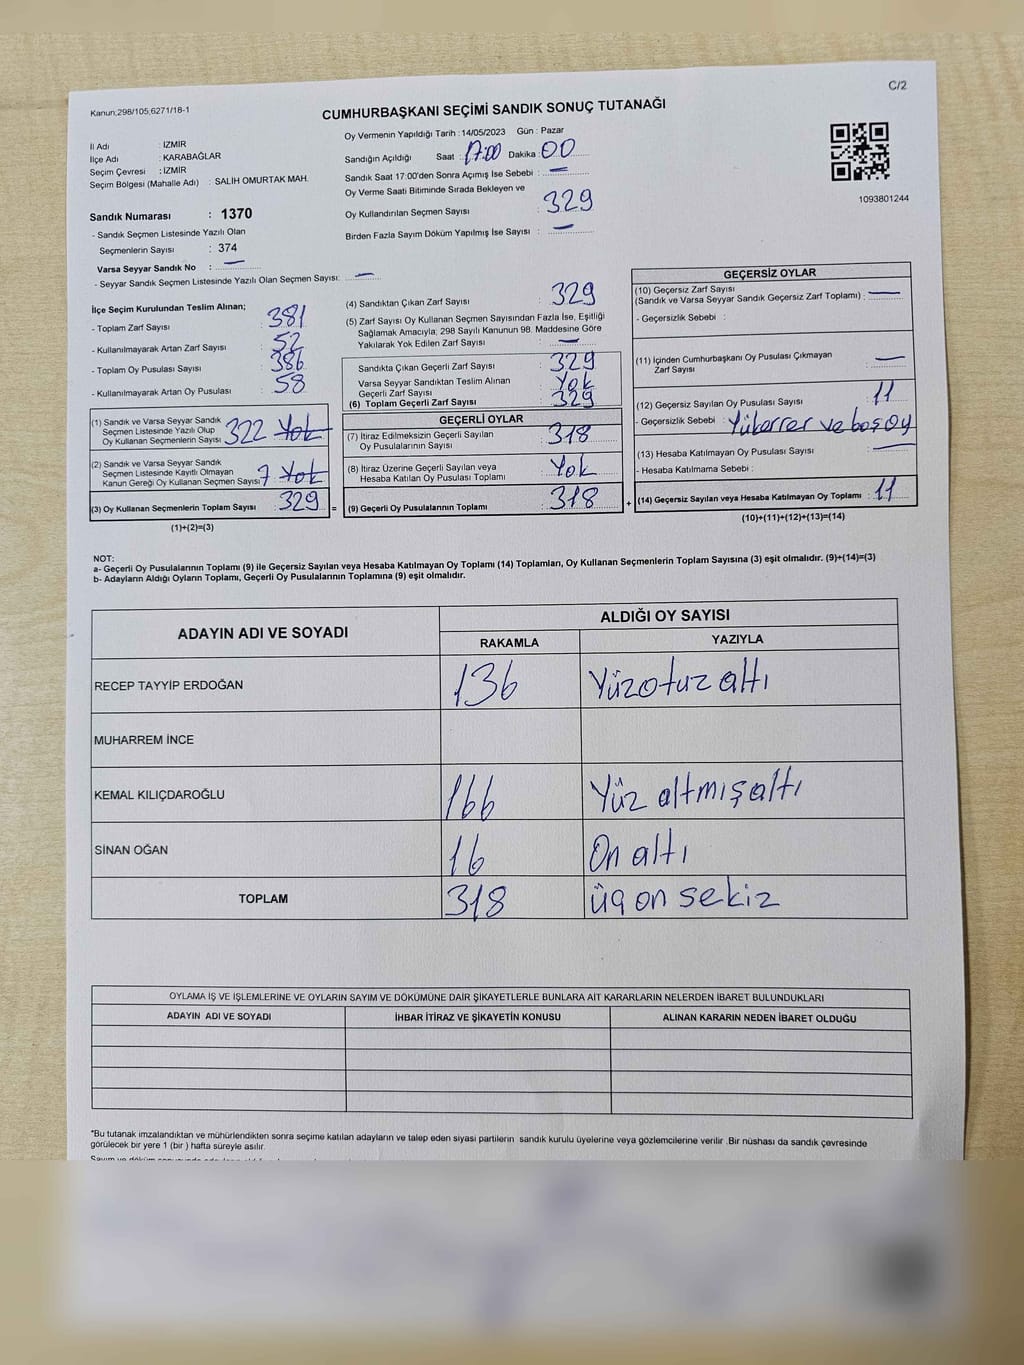 C/2
Kanun;298/105;6271/18-1
CUMHURBAŞKANI SEÇİMİ SANDIK SONUÇ TUTANAĞI
İl Adı : İZMİR
İlçe Adı : KARABAĞLAR
Seçim Çevresi : İZMİR
Seçim Bölgesi (Mahalle Adı) : SALİH OMURTAK MAH.
Sandık Numarası : 1370
- Sandık Seçmen Listesinde Yazılı Olan
Seçmenlerin Sayısı : 374
Varsa Seyyar Sandık No : —
- Seyyar Sandık Seçmen Listesinde Yazılı Olan Seçmen Sayısı: —
Oy Vermenin Yapıldığı Tarih : 14/05/2023 Gün : Pazar
Sandığın Açıldığı Saat : 17:00 Dakika : 00
Sandık Saat 17:00'den Sonra Açımış İse Sebebi : —
Oy Verme Saati Bitiminde Sırada Bekleyen ve
Oy Kullandırılan Seçmen Sayısı : 329
Birden Fazla Sayım Döküm Yapılmış İse Sayısı : —
1093801244
İlçe Seçim Kurulundan Teslim Alınan;
- Toplam Zarf Sayısı : 381
- Kullanılmayarak Artan Zarf Sayısı : 52
- Toplam Oy Pusulası Sayısı : 386
- Kullanılmayarak Artan Oy Pusulası : 58
(1) Sandık ve Varsa Seyyar Sandık
Seçmen Listesinde Yazılı Olup
Oy Kullanan Seçmenlerin Sayısı 322 Yok
(2) Sandık ve Varsa Seyyar Sandık
Seçmen Listesinde Kayıtlı Olmayan
Kanun Gereği Oy Kullanan Seçmen Sayısı: 7 Yok
(3) Oy Kullanan Seçmenlerin Toplam Sayısı : 329 =
(1)+(2)=(3)
(4) Sandıktan Çıkan Zarf Sayısı : 329
(5) Zarf Sayısı Oy Kullanan Seçmen Sayısından Fazla İse, Eşitliği
Sağlamak Amacıyla; 298 Sayılı Kanunun 98. Maddesine Göre
Yakılarak Yok Edilen Zarf Sayısı : —
Sandıkta Çıkan Geçerli Zarf Sayısı : 329
Varsa Seyyar Sandıktan Teslim Alınan
Geçerli Zarf Sayısı : Yok
(6) Toplam Geçerli Zarf Sayısı : 329
GEÇERLİ OYLAR
(7) İtiraz Edilmeksizin Geçerli Sayılan
Oy Pusulalarının Sayısı : 318
(8) İtiraz Üzerine Geçerli Sayılan veya
Hesaba Katılan Oy Pusulası Toplamı : Yok
(9) Geçerli Oy Pusulalarının Toplamı : 318 +
GEÇERSİZ OYLAR
(10) Geçersiz Zarf Sayısı
(Sandık ve Varsa Seyyar Sandık Geçersiz Zarf Toplamı) : —
- Geçersizlik Sebebi :
(11) İçinden Cumhurbaşkanı Oy Pusulası Çıkmayan
Zarf Sayısı : —
(12) Geçersiz Sayılan Oy Pusulası Sayısı : 11
- Geçersizlik Sebebi : ve boş oy
(13) Hesaba Katılmayan Oy Pusulası Sayısı : —
- Hesaba Katılmama Sebebi :
(14) Geçersiz Sayılan veya Hesaba Katılmayan Oy Toplamı : 11
(10)+(11)+(12)+(13)=(14)
NOT:
a- Geçerli Oy Pusulalarının Toplamı (9) ile Geçersiz Sayılan veya Hesaba Katılmayan Oy Toplamı (14) Toplamları, Oy Kullanan Seçmenlerin Toplam Sayısına (3) eşit olmalıdır. (9)+(14)=(3)
b- Adayların Aldığı Oyların Toplamı, Geçerli Oy Pusulalarının Toplamına (9) eşit olmalıdır.
ADAYIN ADI VE SOYADI
ALDIĞI OY SAYISI
RAKAMLA YAZIYLA
RECEP TAYYİP ERDOĞAN 136 Yüzotuz altı
MUHARREM İNCE
KEMAL KILIÇDAROĞLU 166 Yüz altmış altı
SİNAN OĞAN 16 On altı
TOPLAM 318 üç on sekiz
OYLAMA İŞ VE İŞLEMLERİNE VE OYLARIN SAYIM VE DÖKÜMÜNE DAİR ŞİKAYETLERLE BUNLARA AİT KARARLARIN NELERDEN İBARET BULUNDUKLARI
ADAYIN ADI VE SOYADI İHBAR İTİRAZ VE ŞİKAYETİN KONUSU ALINAN KARARIN NEDEN İBARET OLDUĞU
*Bu tutanak imzalandıktan ve mühürlendikten sonra seçime katılan adayların ve talep eden siyasi partilerin sandık kurulu üyelerine veya gözlemcilerine verilir .Bir nüshası da sandık çevresinde
görülecek bir yere 1 (bir ) hafta süreyle asılır.